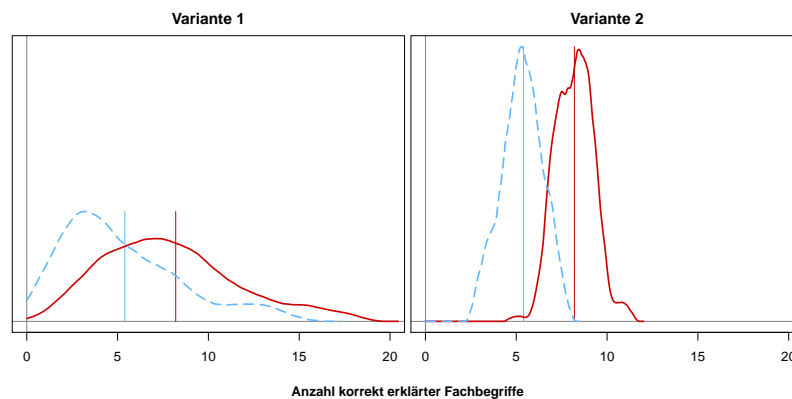 Variante 1
Variante 2
0 5 10 15 20
0 5 10 15 20
Anzahl korrekt erklärter Fachbegriffe